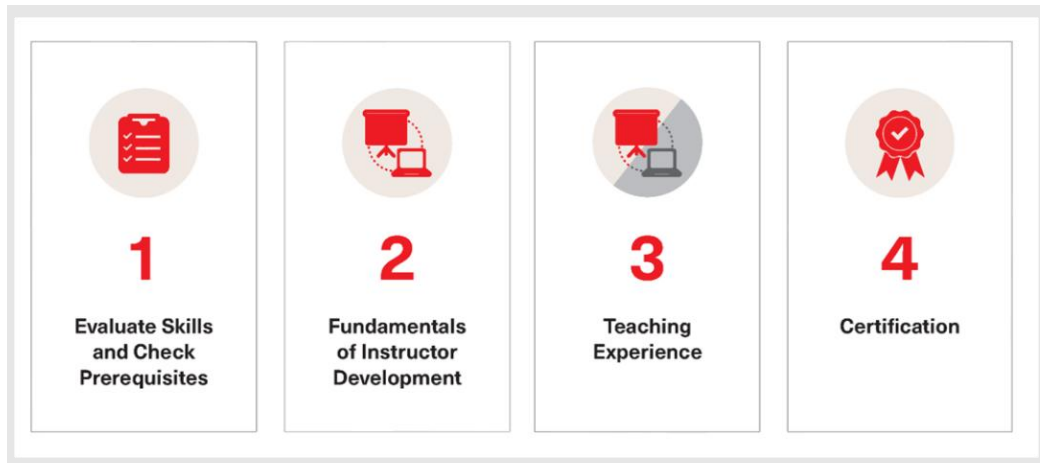 1
Evaluate Skills
and Check
Prerequisites
2
Fundamentals
of Instructor
Development
3
Teaching
Experience
4
Certification